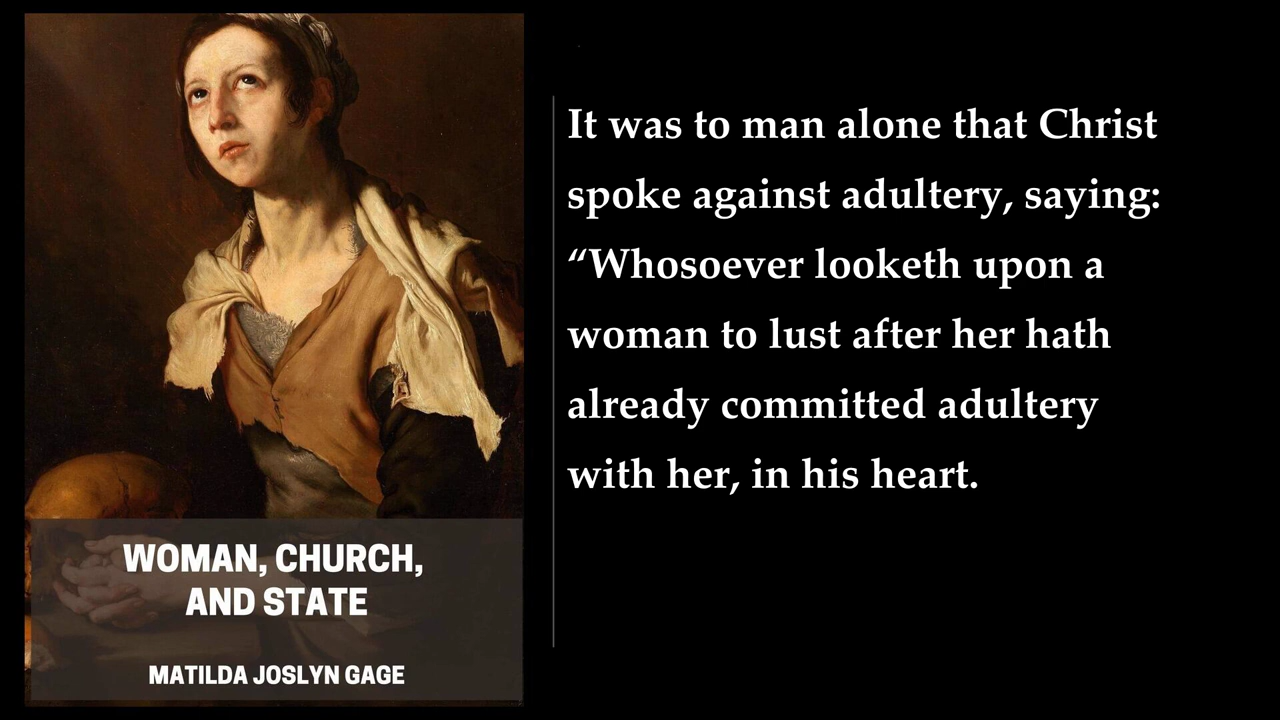 WOMAN, CHURCH,
AND STATE
MATILDA JOSLYN GAGE
It was to man alone that Christ
spoke against adultery, saying:
“Whosoever looketh upon a
woman to lust after her hath
already committed adultery
with her, in his heart.